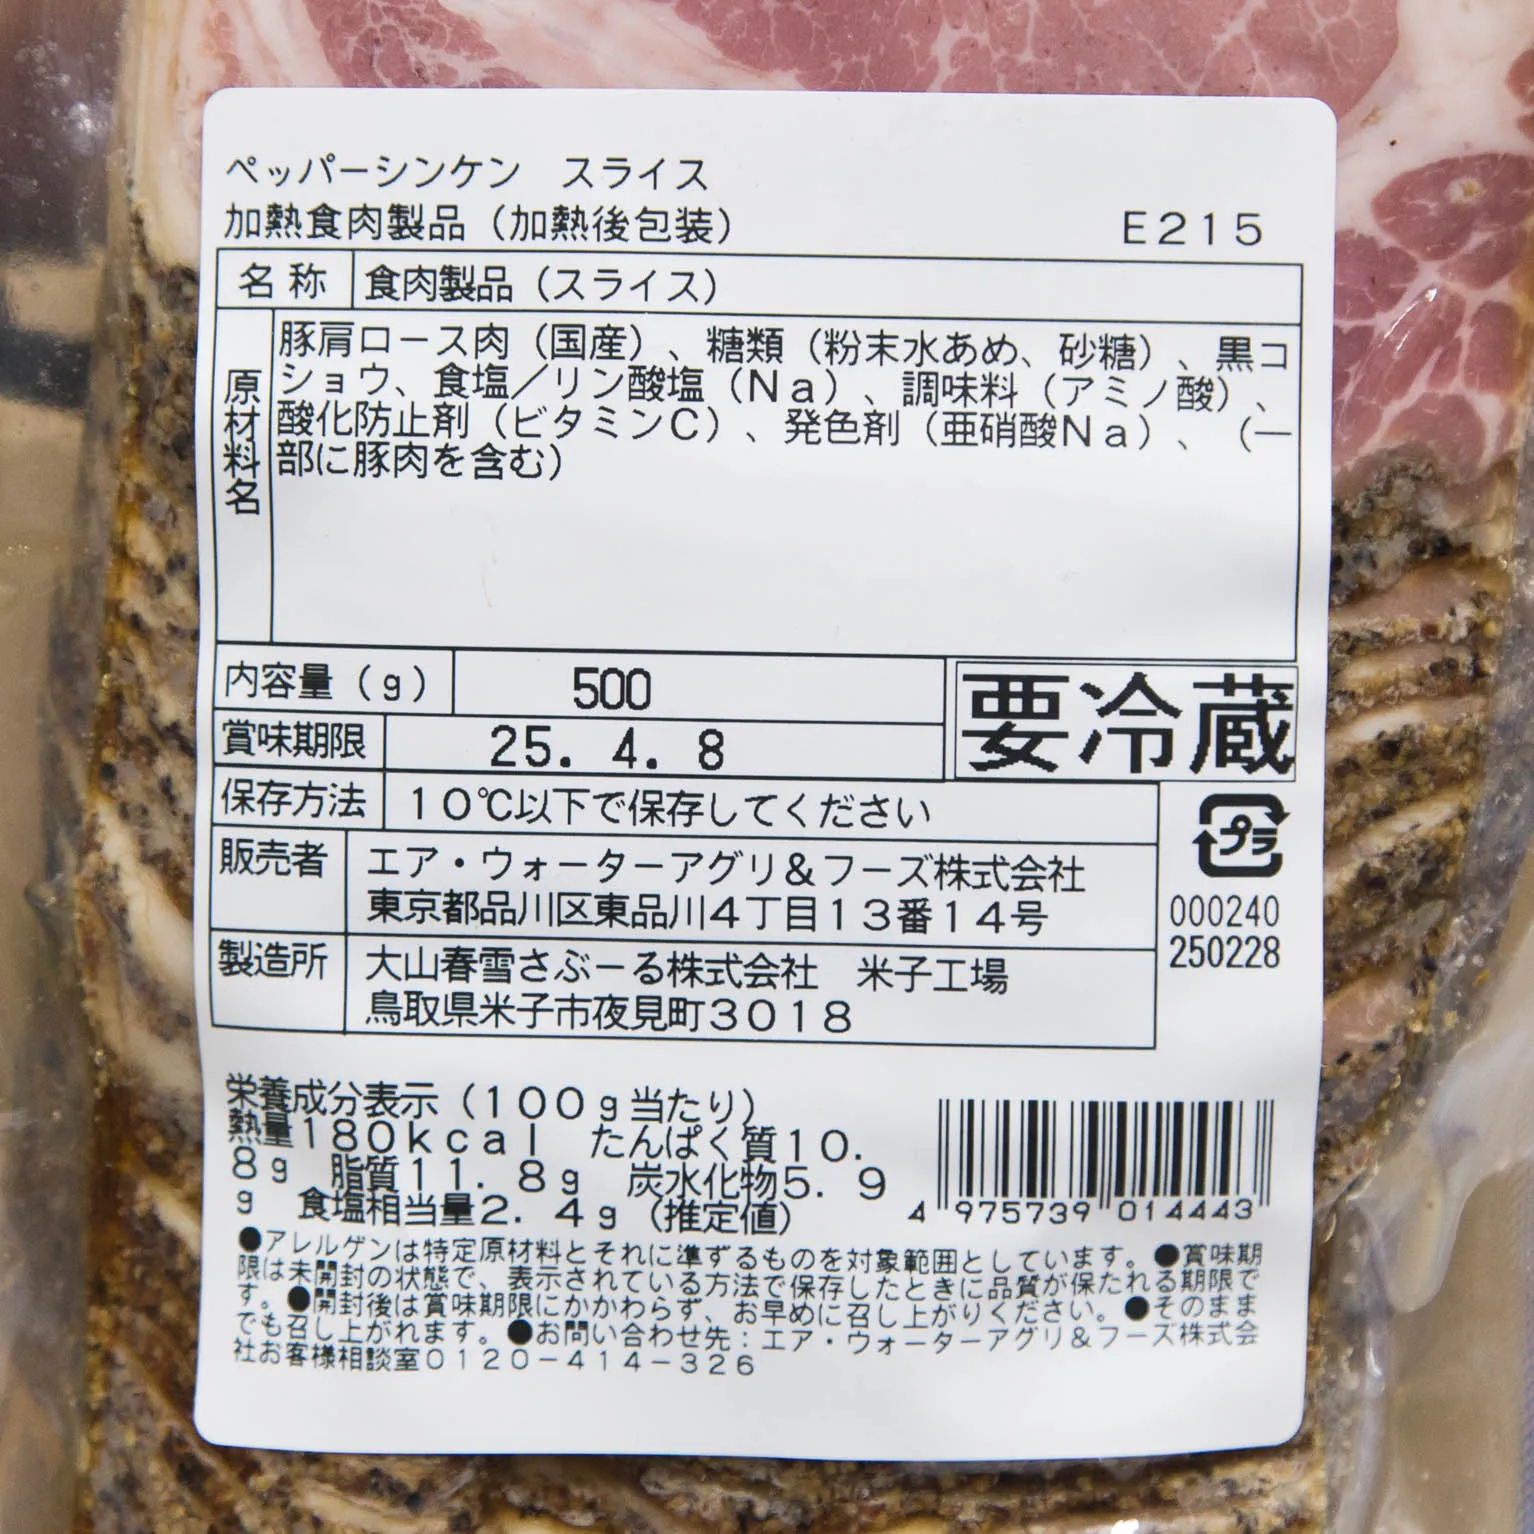 ペッパーシンケン　スライス
加熱食肉製品（加熱後包装）
E215
名称　食肉製品（スライス）
原材料名
豚肩ロース肉（国産）、糖類（粉末水あめ、砂糖）、黒コ
ショウ、食塩／リン酸塩（Ｎａ）、調味料（アミノ酸）、
酸化防止剤（ビタミンＣ）、発色剤（亜硝酸Ｎａ）、（一
部に豚肉を含む）
内容量（ｇ）　500
要冷蔵
賞味期限　25. 4. 8
保存方法　１０℃以下で保存してください
プラ
販売者　エア・ウォーターアグリ＆フーズ株式会社
東京都品川区東品川４丁目１３番１４号
000240
250228
製造所　大山春雪さぶーる株式会社　米子工場
鳥取県米子市夜見町３０１８
栄養成分表示（１００ｇ当たり）
熱量１８０ｋｃａｌ　たんぱく質１０．
８ｇ　脂質１１．８ｇ　炭水化物５．９
ｇ　食塩相当量２．４ｇ（推定値）
4 975739 014443
●アレルゲンは特定原材料とそれに準ずるものを対象範囲としています。●賞味期
限は未開封の状態で、表示されている方法で保存したときに品質が保たれる期限で
す。●開封後は賞味期限にかかわらず、お早めに召し上がりください。●そのまま
でも召し上がれます。●お問い合わせ先：エア・ウォーターアグリ＆フーズ株式会
社お客様相談室０１２０－４１４－３２６